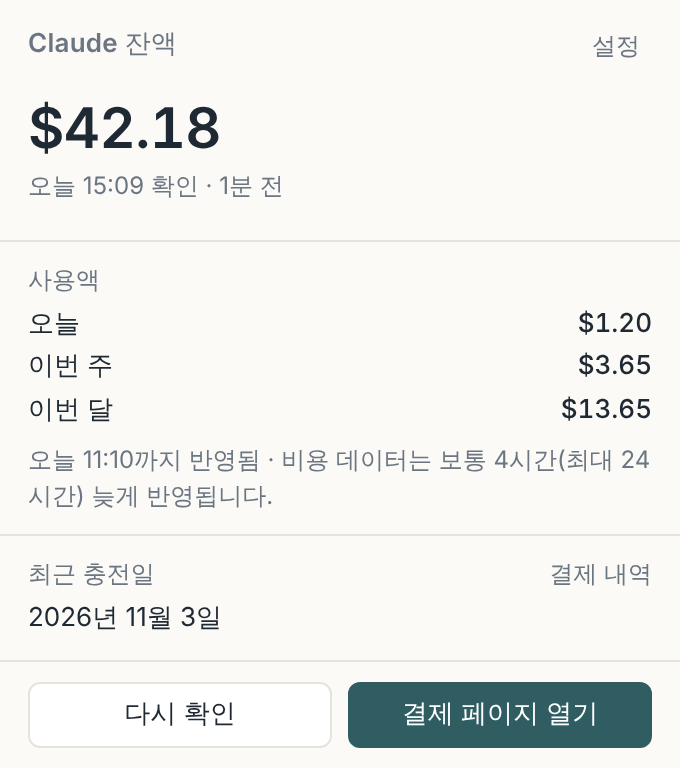 Claude 잔액
설정
$42.18
오늘 15:09 확인 · 1분 전
사용액
오늘 $1.20
이번 주 $3.65
이번 달 $13.65
오늘 11:10까지 반영됨 · 비용 데이터는 보통 4시간(최대 24
시간) 늦게 반영됩니다.
최근 충전일 결제 내역
2026년 11월 3일
다시 확인 결제 페이지 열기